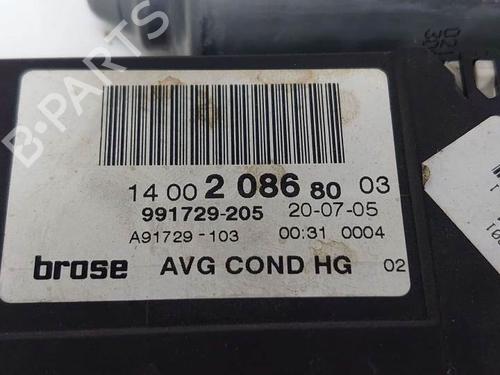 14 00 2 086 80 03
991729-205 20-07-05
A91729-103 00:31 0004
brose AVG COND HG 02
B-PARTS